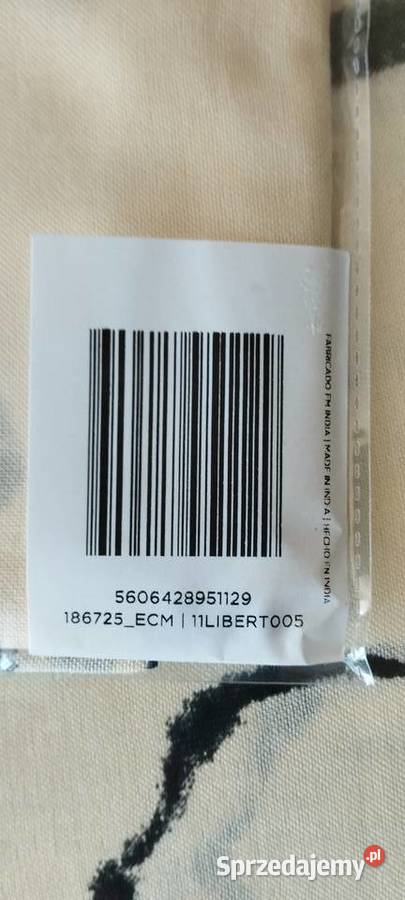 5606428951129
186725_ECM | 11LIBERT005
FABRICADO EM INDIA | MADE IN INDIA | HECHO EN INDIA
Sprzedajemy.pl